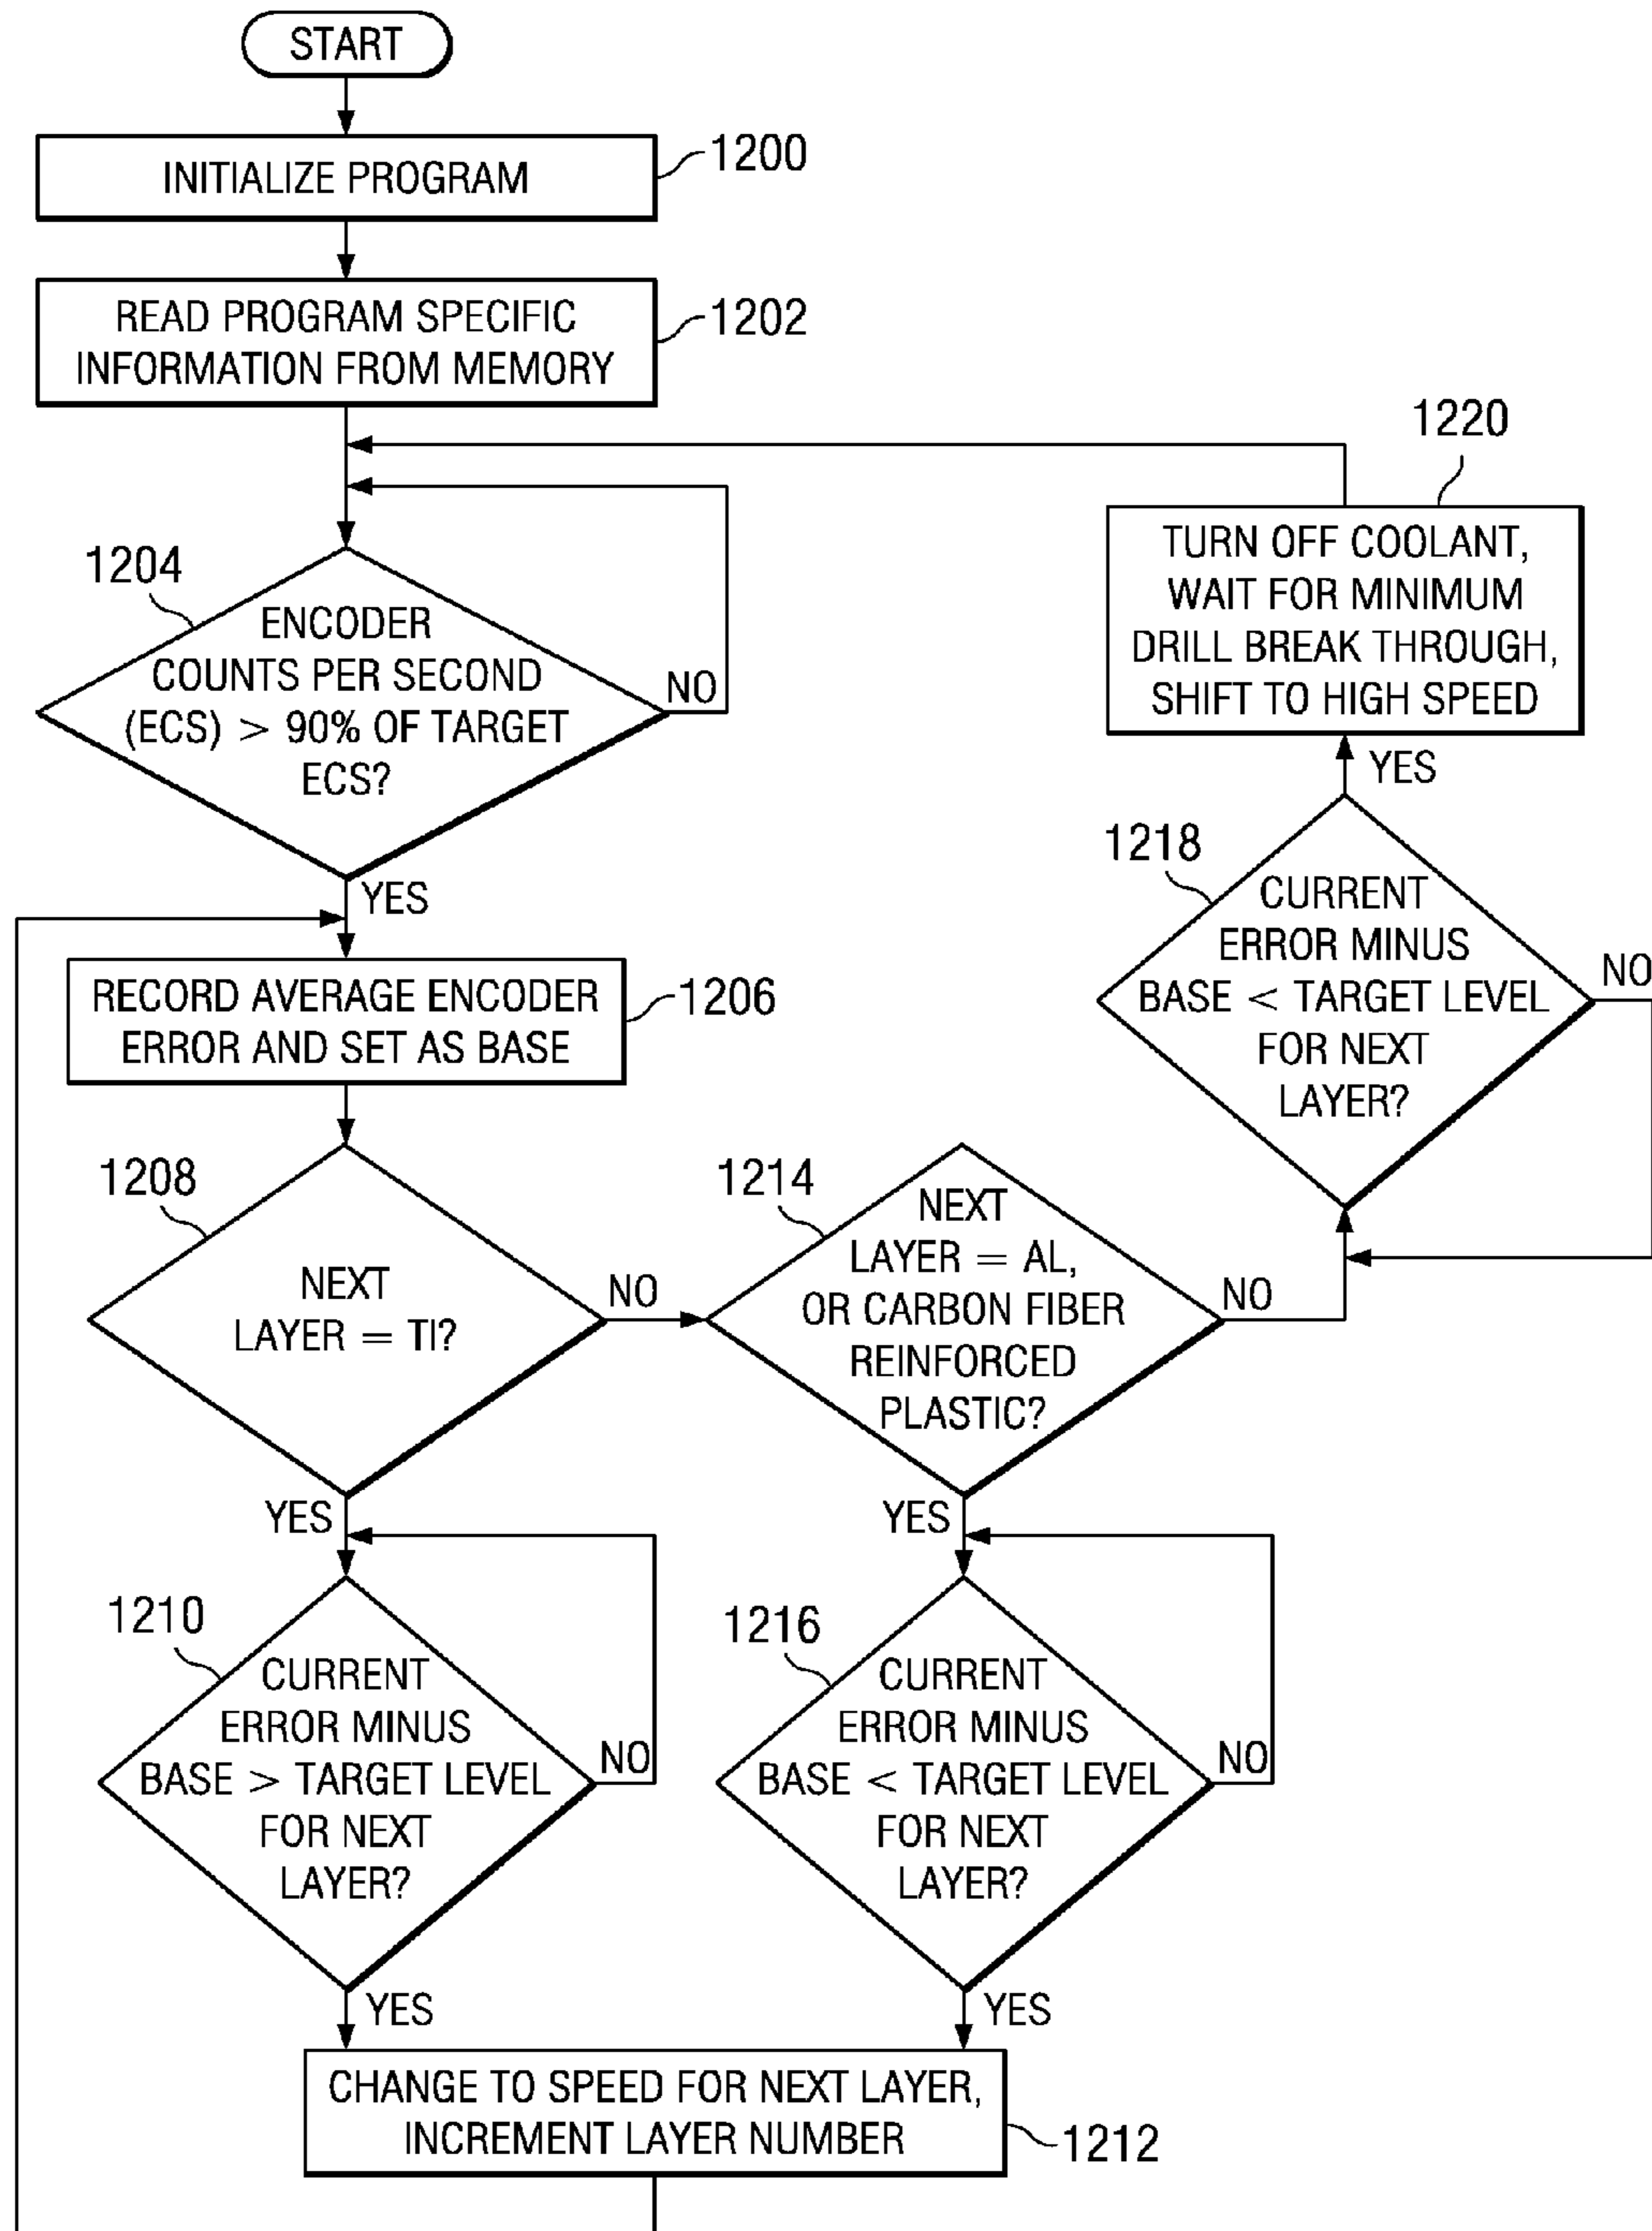 START
INITIALIZE PROGRAM
1200
READ PROGRAM SPECIFIC
INFORMATION FROM MEMORY
1202
1204
ENCODER
COUNTS PER SECOND
(ECS) > 90% OF TARGET
ECS?
NO
YES
RECORD AVERAGE ENCODER
ERROR AND SET AS BASE
1206
1208
NEXT
LAYER = TI?
NO
YES
1210
CURRENT
ERROR MINUS
BASE > TARGET LEVEL
FOR NEXT
LAYER?
NO
YES
1214
NEXT
LAYER = AL,
OR CARBON FIBER
REINFORCED
PLASTIC?
NO
YES
1216
CURRENT
ERROR MINUS
BASE < TARGET LEVEL
FOR NEXT
LAYER?
NO
YES
CHANGE TO SPEED FOR NEXT LAYER,
INCREMENT LAYER NUMBER
1212
1218
CURRENT
ERROR MINUS
BASE < TARGET LEVEL
FOR NEXT
LAYER?
NO
YES
1220
TURN OFF COOLANT,
WAIT FOR MINIMUM
DRILL BREAK THROUGH,
SHIFT TO HIGH SPEED